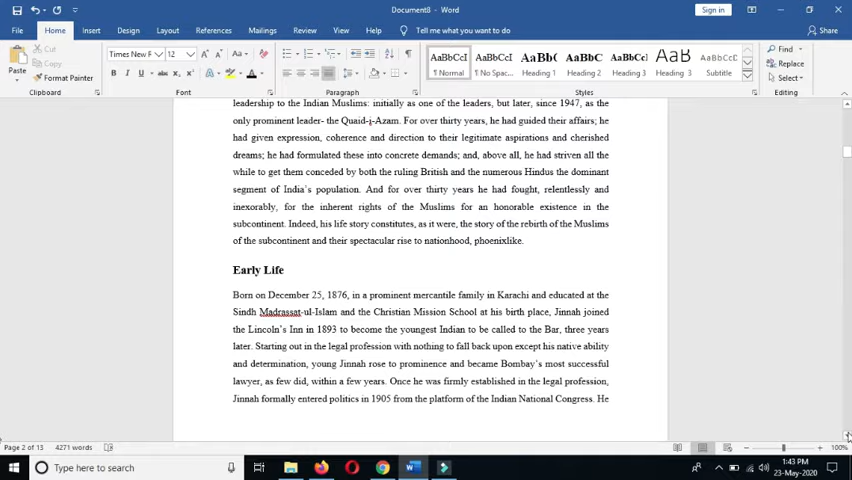 Document8 - Word
Sign in
File Home Insert Design Layout References Mailings Review View Help Tell me what you want to do Share
Paste
Cut
Copy
Format Painter
Clipboard
Times New R 12
Font
Paragraph
AaBbCcI AaBbCcI AaBb( AaBbC AaBbCcI AaB AaBbCcD
¶ Normal ¶ No Spac... Heading 1 Heading 2 Heading 3 Title Subtitle
Styles
Find
Replace
Select
Editing
leadership to the Indian Muslims: initially as one of the leaders, but later, since 1947, as the
only prominent leader- the Quaid-i-Azam. For over thirty years, he had guided their affairs; he
had given expression, coherence and direction to their legitimate aspirations and cherished
dreams; he had formulated these into concrete demands; and, above all, he had striven all the
while to get them conceded by both the ruling British and the numerous Hindus the dominant
segment of India's population. And for over thirty years he had fought, relentlessly and
inexorably, for the inherent rights of the Muslims for an honorable existence in the
subcontinent. Indeed, his life story constitutes, as it were, the story of the rebirth of the Muslims
of the subcontinent and their spectacular rise to nationhood, phoenixlike.
Early Life
Born on December 25, 1876, in a prominent mercantile family in Karachi and educated at the
Sindh Madrassat-ul-Islam and the Christian Mission School at his birth place, Jinnah joined
the Lincoln's Inn in 1893 to become the youngest Indian to be called to the Bar, three years
later. Starting out in the legal profession with nothing to fall back upon except his native ability
and determination, young Jinnah rose to prominence and became Bombay's most successful
lawyer, as few did, within a few years. Once he was firmly established in the legal profession,
Jinnah formally entered politics in 1905 from the platform of the Indian National Congress. He
Page 2 of 13 4271 words 100%
Type here to search
1:43 PM
23-May-2020